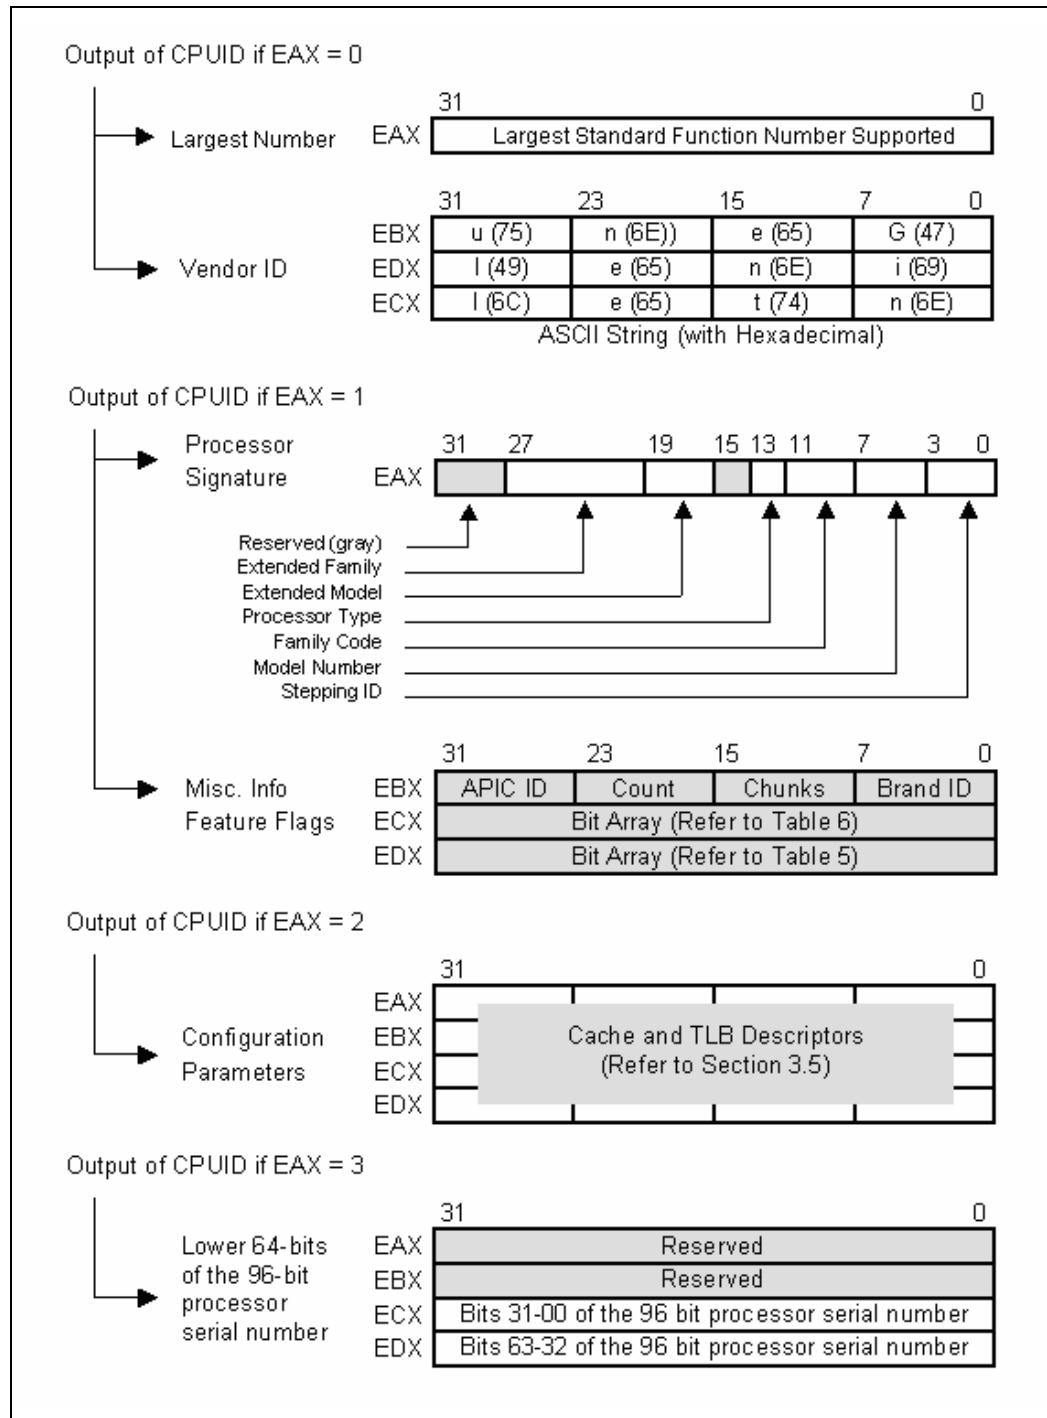 Output of CPUID if EAX = 0
31 0
Largest Number EAX Largest Standard Function Number Supported
31 23 15 7 0
EBX u (75) n (6E)) e (65) G (47)
Vendor ID EDX I (49) e (65) n (6E) i (69)
ECX l (6C) e (65) t (74) n (6E)
ASCII String (with Hexadecimal)
Output of CPUID if EAX = 1
Processor 31 27 19 15 13 11 7 3 0
Signature EAX
Reserved (gray)
Extended Family
Extended Model
Processor Type
Family Code
Model Number
Stepping ID
31 23 15 7 0
Misc. Info EBX APIC ID Count Chunks Brand ID
Feature Flags ECX Bit Array (Refer to Table 6)
EDX Bit Array (Refer to Table 5)
Output of CPUID if EAX = 2
31 0
EAX
Configuration EBX Cache and TLB Descriptors
Parameters ECX (Refer to Section 3.5)
EDX
Output of CPUID if EAX = 3
31 0
Lower 64-bits EAX Reserved
of the 96-bit EBX Reserved
processor ECX Bits 31-00 of the 96 bit processor serial number
serial number EDX Bits 63-32 of the 96 bit processor serial number